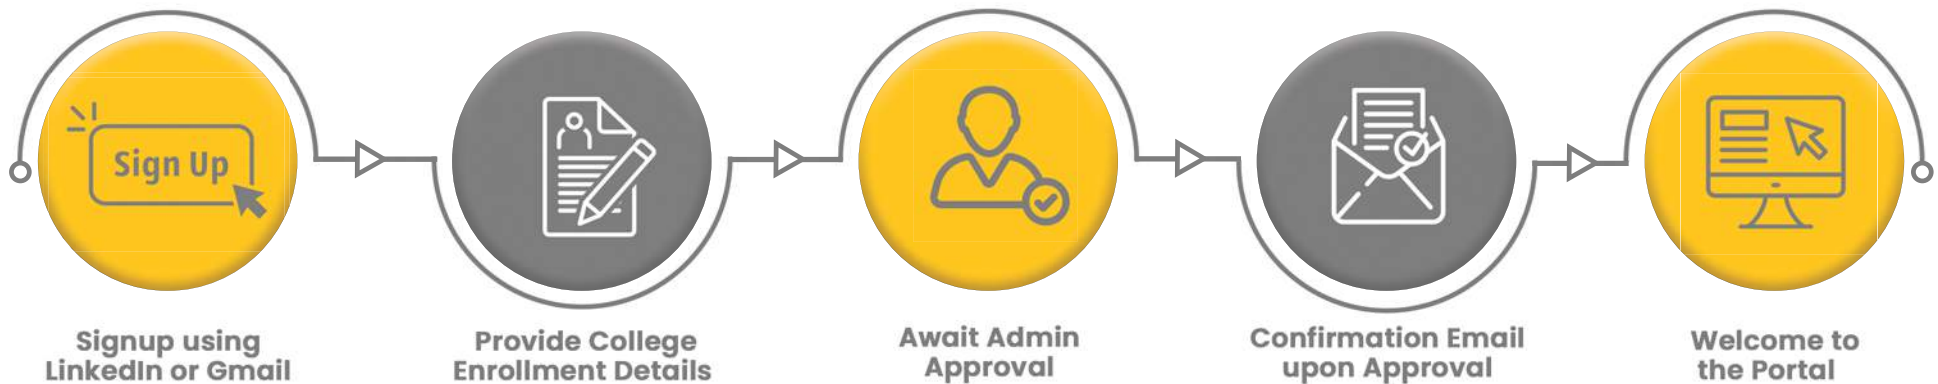 Sign Up
Signup using
LinkedIn or Gmail
Provide College
Enrollment Details
Await Admin
Approval
Confirmation Email
upon Approval
Welcome to
the Portal